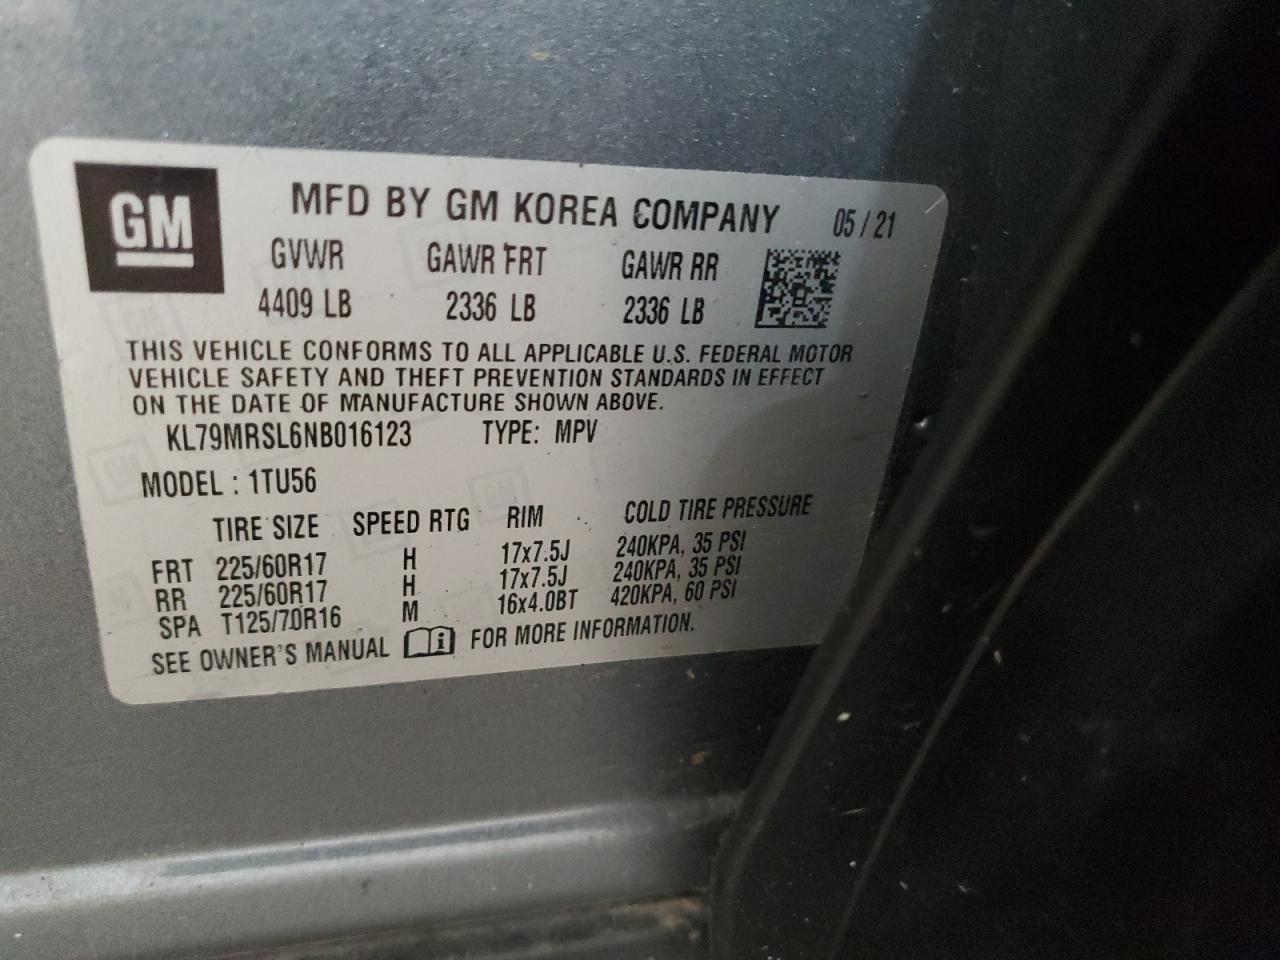 GM
MFD BY GM KOREA COMPANY 05 / 21
GVWR GAWR FRT GAWR RR
4409 LB 2336 LB 2336 LB
THIS VEHICLE CONFORMS TO ALL APPLICABLE U.S. FEDERAL MOTOR
VEHICLE SAFETY AND THEFT PREVENTION STANDARDS IN EFFECT
ON THE DATE OF MANUFACTURE SHOWN ABOVE.
KL79MRSL6NB016123 TYPE: MPV
MODEL : 1TU56
TIRE SIZE SPEED RTG RIM COLD TIRE PRESSURE
FRT 225/60R17 H 17x7.5J 240KPA, 35 PSI
RR 225/60R17 H 17x7.5J 240KPA, 35 PSI
SPA T125/70R16 M 16x4.0BT 420KPA, 60 PSI
SEE OWNER'S MANUAL FOR MORE INFORMATION.